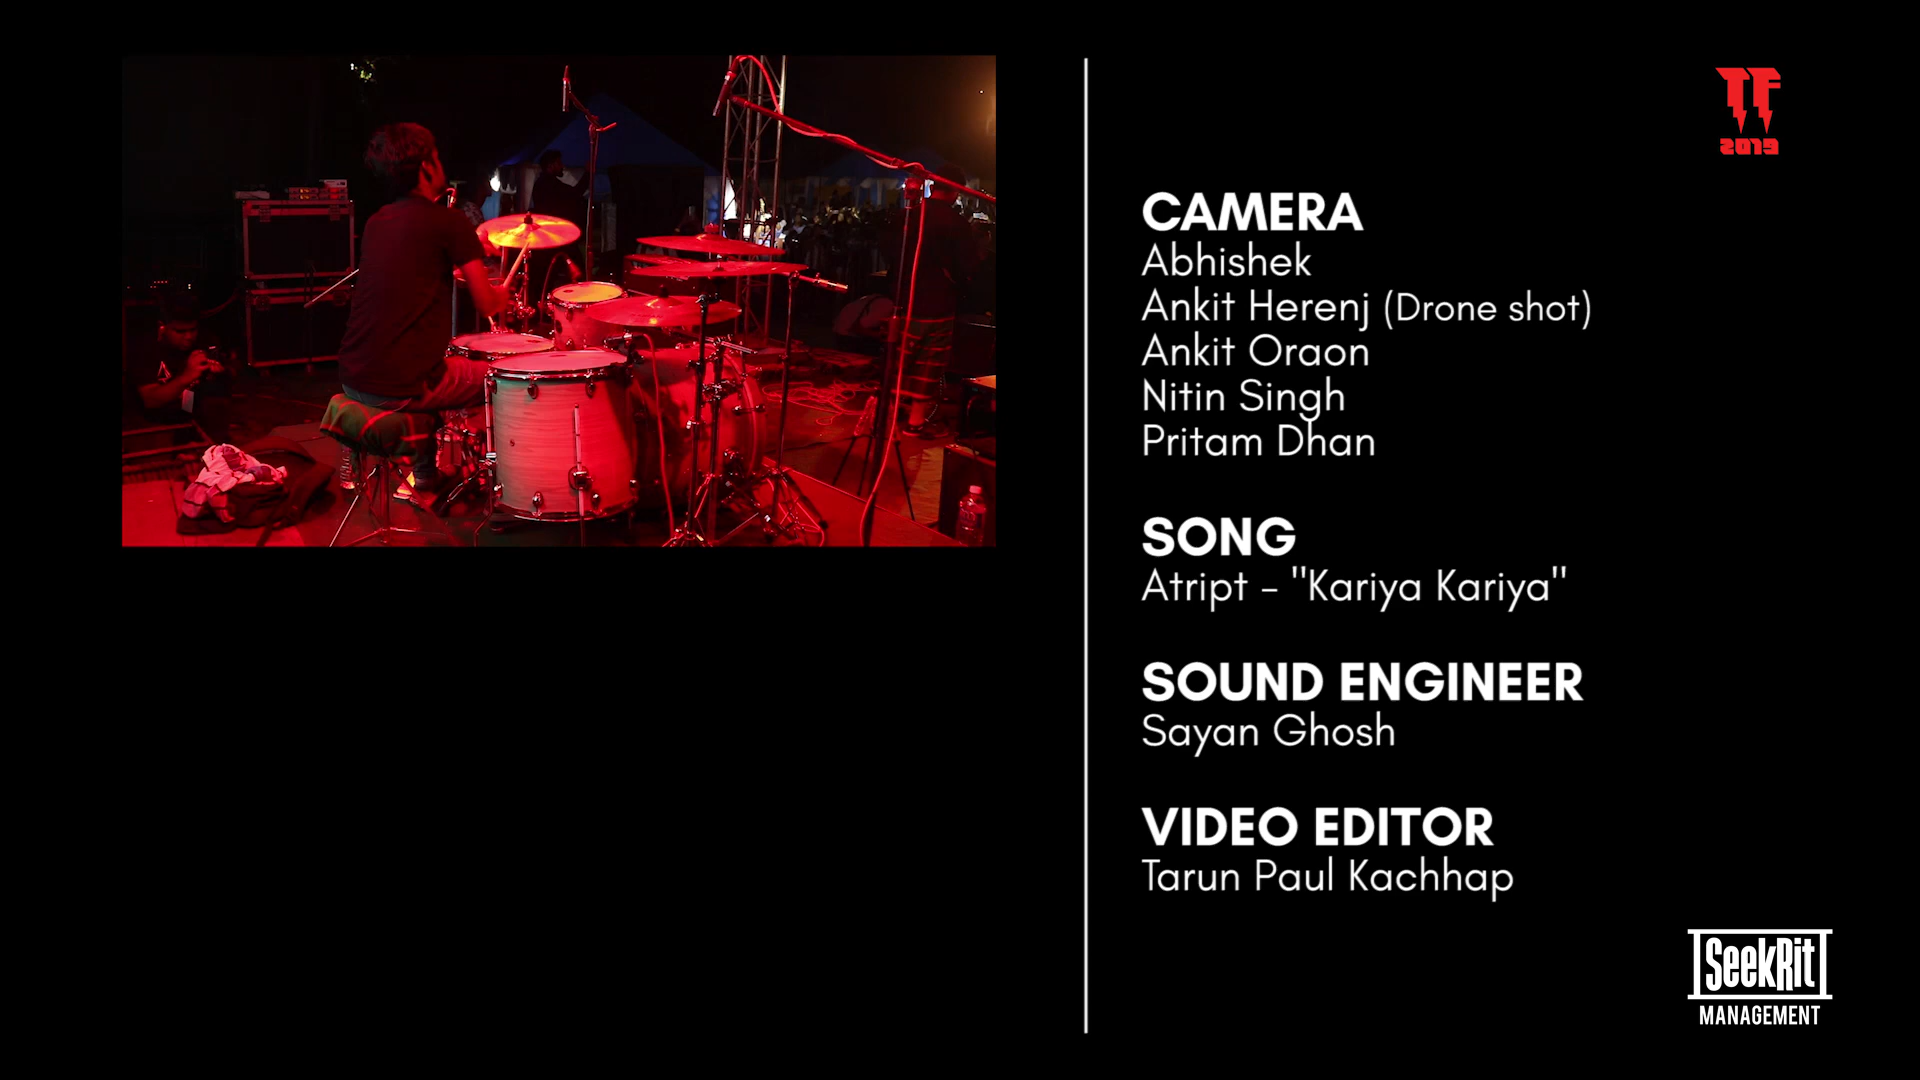 TF
2019
CAMERA
Abhishek
Ankit Herenj (Drone shot)
Ankit Oraon
Nitin Singh
Pritam Dhan
SONG
Atript - "Kariya Kariya"
SOUND ENGINEER
Sayan Ghosh
VIDEO EDITOR
Tarun Paul Kachhap
SeekRit
MANAGEMENT